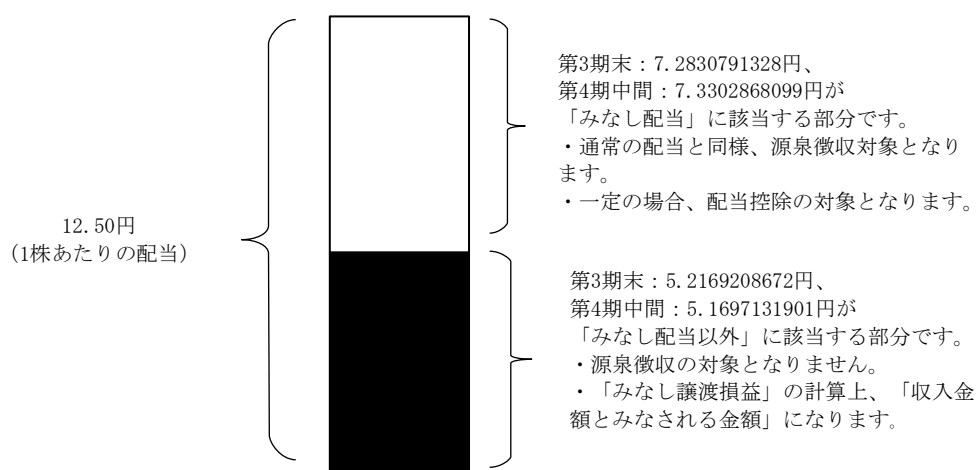 12.50円
(1株あたりの配当)
第3期末：7.2830791328円、
第4期中間：7.3302868099円が
「みなし配当」に該当する部分です。
・通常の配当と同様、源泉徴収対象となり
ます。
・一定の場合、配当控除の対象となります。
第3期末：5.2169208672円、
第4期中間：5.1697131901円が
「みなし配当以外」に該当する部分です。
・源泉徴収の対象となりません。
・「みなし譲渡損益」の計算上、「収入金
額とみなされる金額」になります。